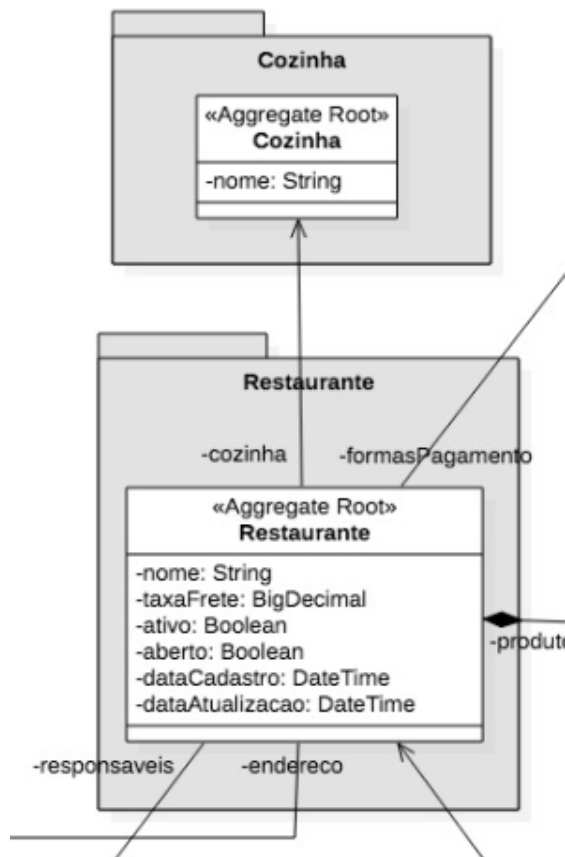 Cozinha
«Aggregate Root»
Cozinha
-nome: String
Restaurante
-cozinha
-formasPagamento
«Aggregate Root»
Restaurante
-nome: String
-taxaFrete: BigDecimal
-ativo: Boolean
-aberto: Boolean
-dataCadastro: DateTime
-dataAtualizacao: DateTime
-produto
-responsaveis
-endereco